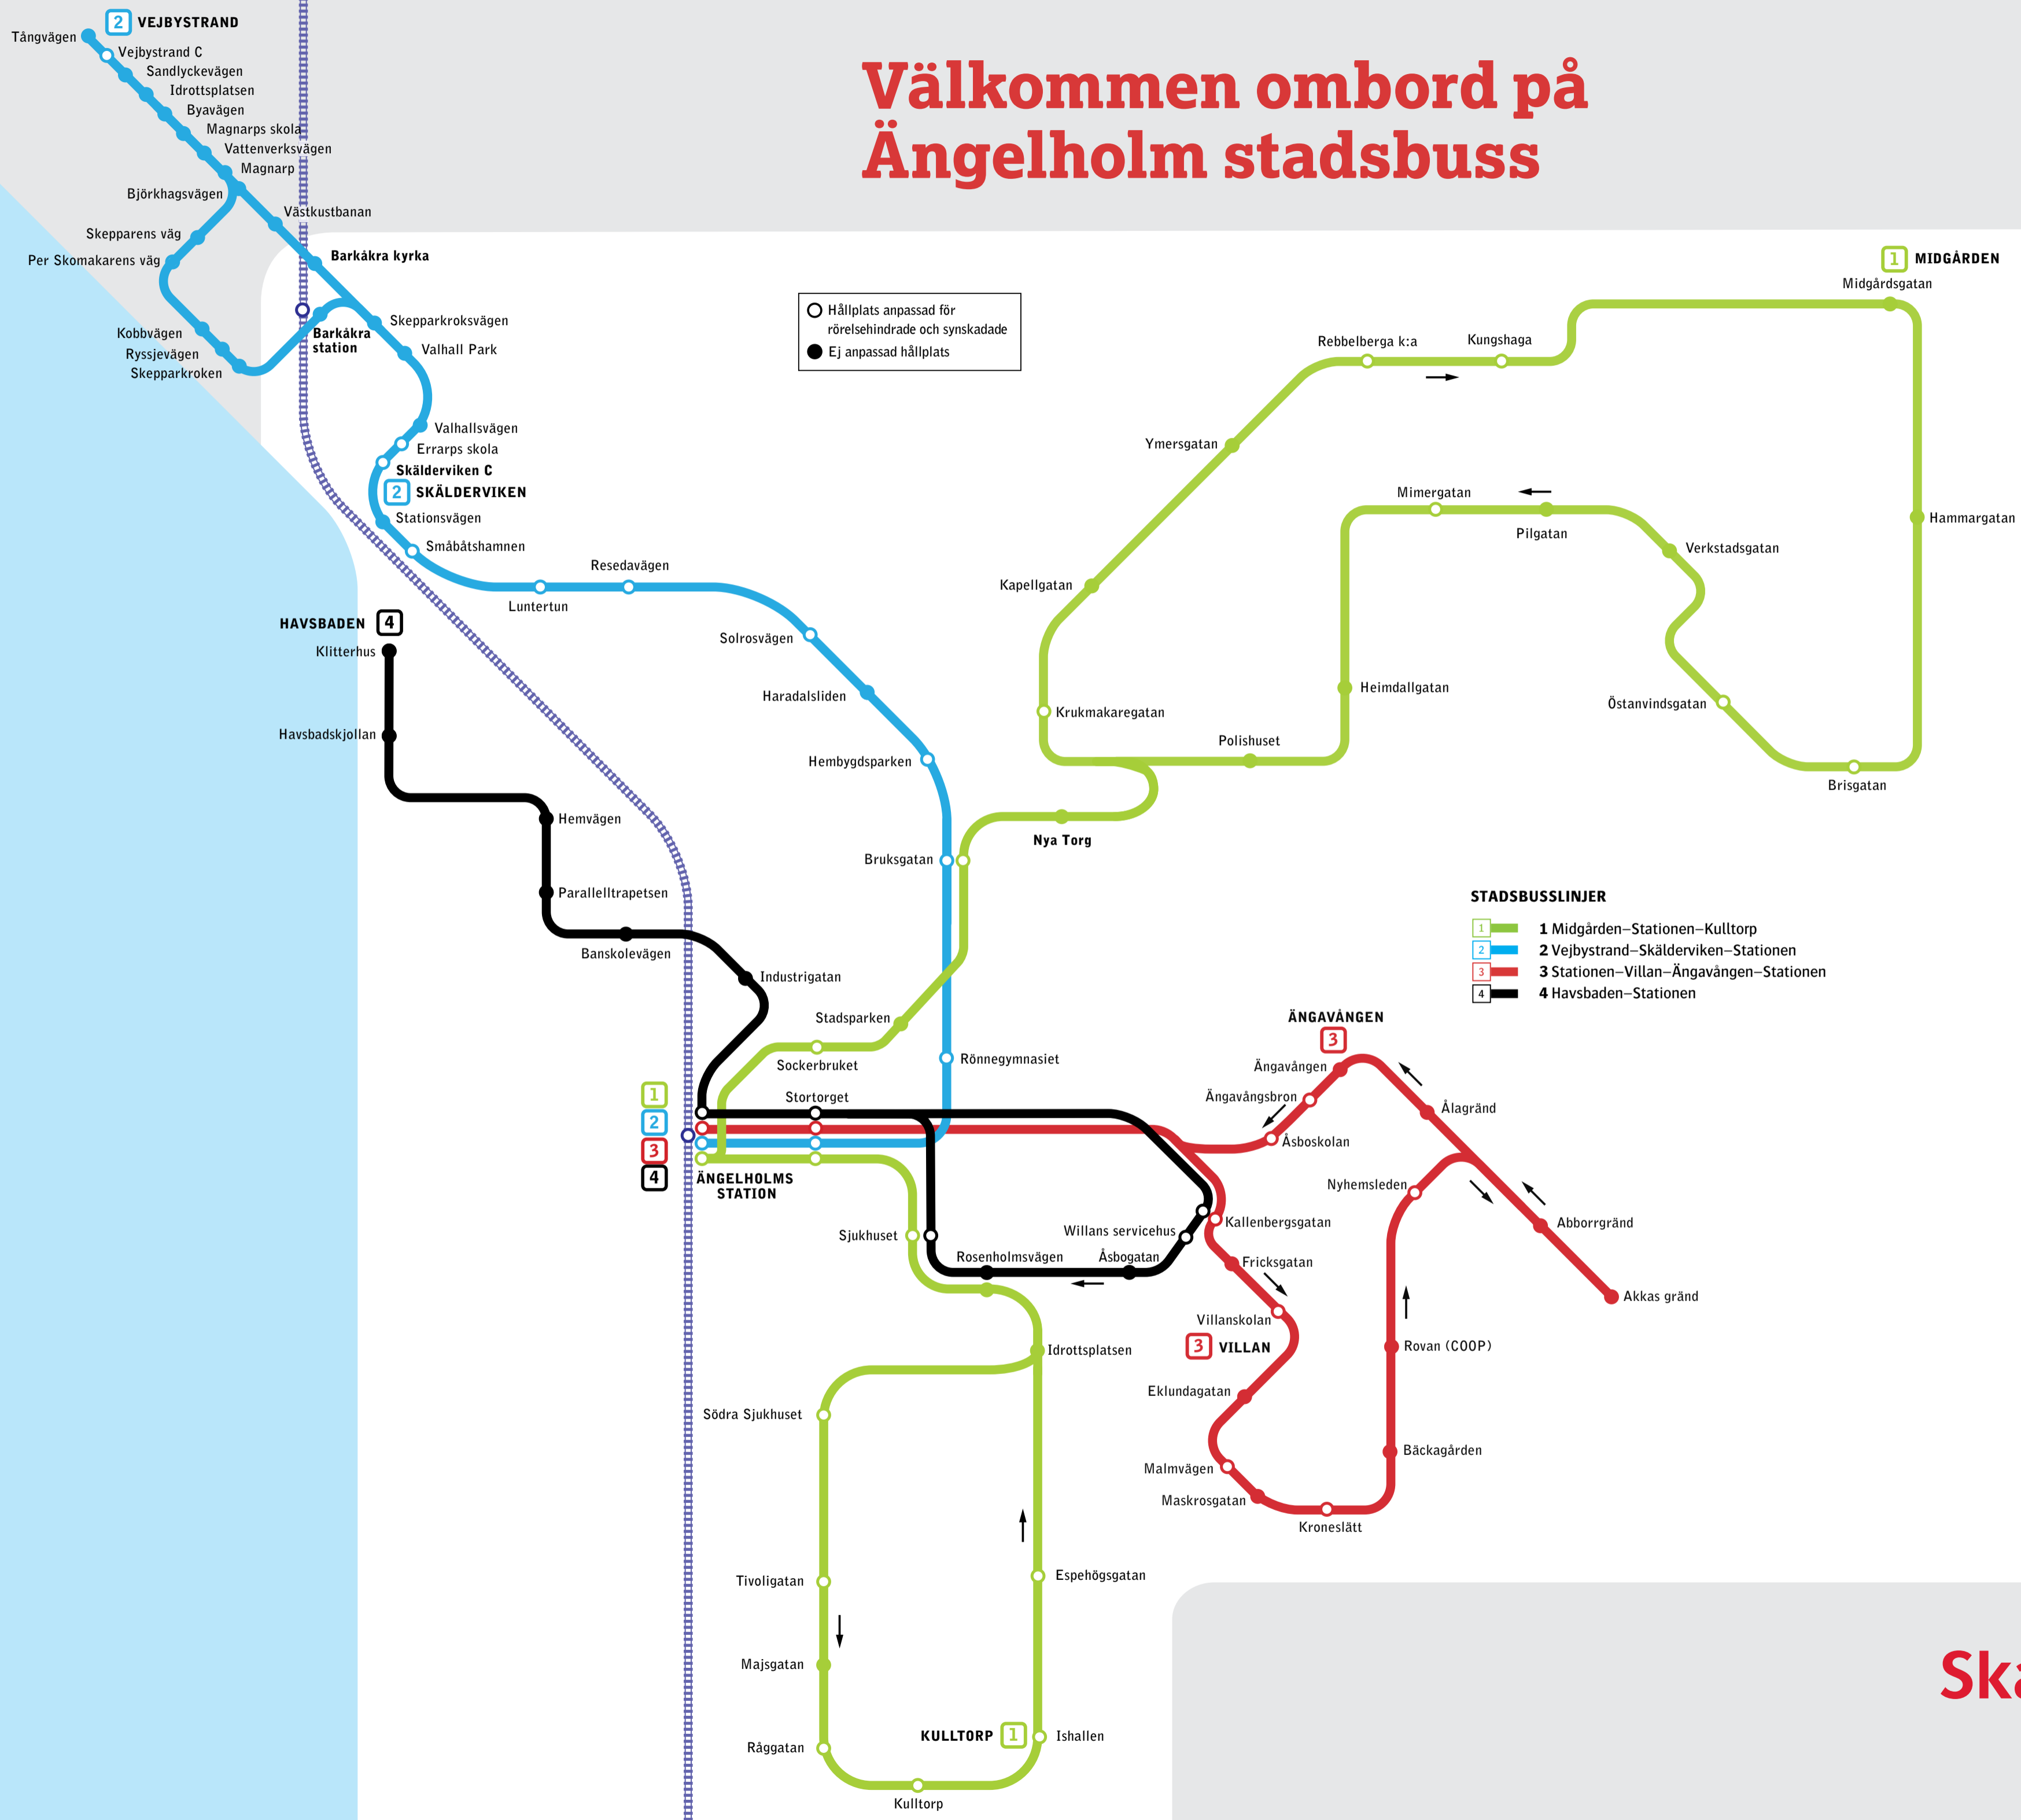 Välkommen ombord på
Ängelholm stadsbuss
2 VEJBYSTRAND
Tångvägen
Vejbystrand C
Sandlyckevägen
Idrottsplatsen
Byavägen
Magnarps skola
Vattenverksvägen
Magnarp
Björkhagsvägen
Västkustbanan
Skepparens väg
Per Skomakarens väg
Barkåkra kyrka
Kobbvägen
Ryssjevägen
Skepparkroken
Barkåkra
station
Skepparkroksvägen
Valhall Park
Valhallsvägen
Errarps skola
Skälderviken C
2 SKÄLDERVIKEN
Stationsvägen
Småbåtshamnen
Luntertun
Resedavägen
Solrosvägen
Haradalsliden
Hembygdsparken
Bruksgatan
Rönnegymnasiet
Hållplats anpassad för
rörelsehindrade och synskadade
Ej anpassad hållplats
1 MIDGÅRDEN
Midgårdsgatan
Rebbelberga k:a
Kungshaga
Ymersgatan
Kapellgatan
Krukmakaregatan
Mimergatan
Pilgatan
Verkstadsgatan
Hammargatan
Heimdallgatan
Östanvindsgatan
Polishuset
Brisgatan
Nya Torg
HAVSBADEN 4
Klitterhus
Havsbadskjollan
Hemvägen
Parallelltrapetsen
Banskolevägen
Industrigatan
Stadsparken
Sockerbruket
Stortorget
1
2
3
4
ÄNGELHOLMS
STATION
STADSBUSSLINJER
1 1 Midgården–Stationen–Kulltorp
2 2 Vejbystrand–Skälderviken–Stationen
3 3 Stationen–Villan–Ängavången–Stationen
4 4 Havsbaden–Stationen
ÄNGAVÅNGEN
3
Ängavången
Ängavångsbron
Åsboskolan
Ålagränd
Nyhemsleden
Abborrgränd
Akkas gränd
Kallenbergsgatan
Willans servicehus
Fricksgatan
Sjukhuset
Rosenholmsvägen
Åsbogatan
Villanskolan
3 VILLAN
Rovan (COOP)
Idrottsplatsen
Eklundagatan
Södra Sjukhuset
Bäckagården
Malmvägen
Maskrosgatan
Kroneslätt
Tivoligatan
Espehögsgatan
Majsgatan
KULLTORP 1
Ishallen
Råggatan
Kulltorp
Ska